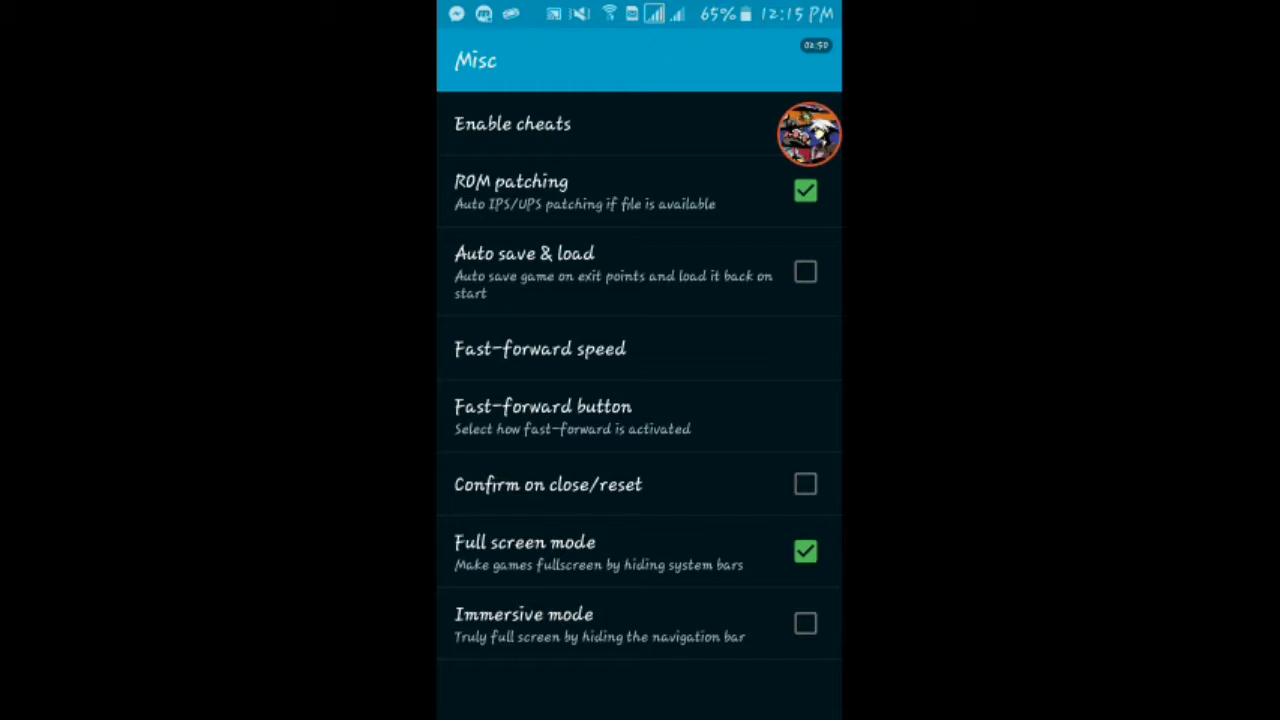 65% 12:15 PM
02:50
Misc
Enable cheats
ROM patching
Auto IPS/UPS patching if file is available
Auto save & load
Auto save game on exit points and load it back on
start
Fast-forward speed
Fast-forward button
Select how fast-forward is activated
Confirm on close/reset
Full screen mode
Make games fullscreen by hiding system bars
Immersive mode
Truly full screen by hiding the navigation bar